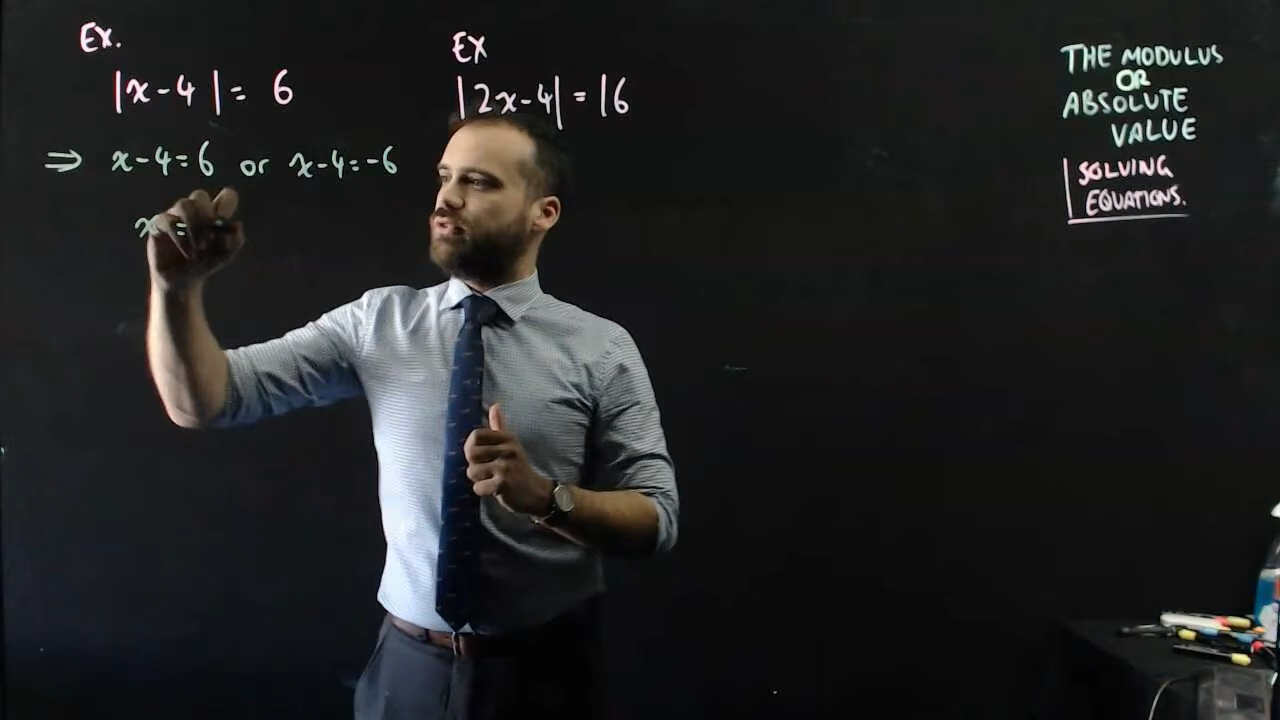 Ex.
|x-4|= 6
⇒ x-4=6 or x-4=-6
x =
Ex
|2x-4|=16
THE MODULUS
OR
ABSOLUTE
VALUE
SOLVING
EQUATIONS.